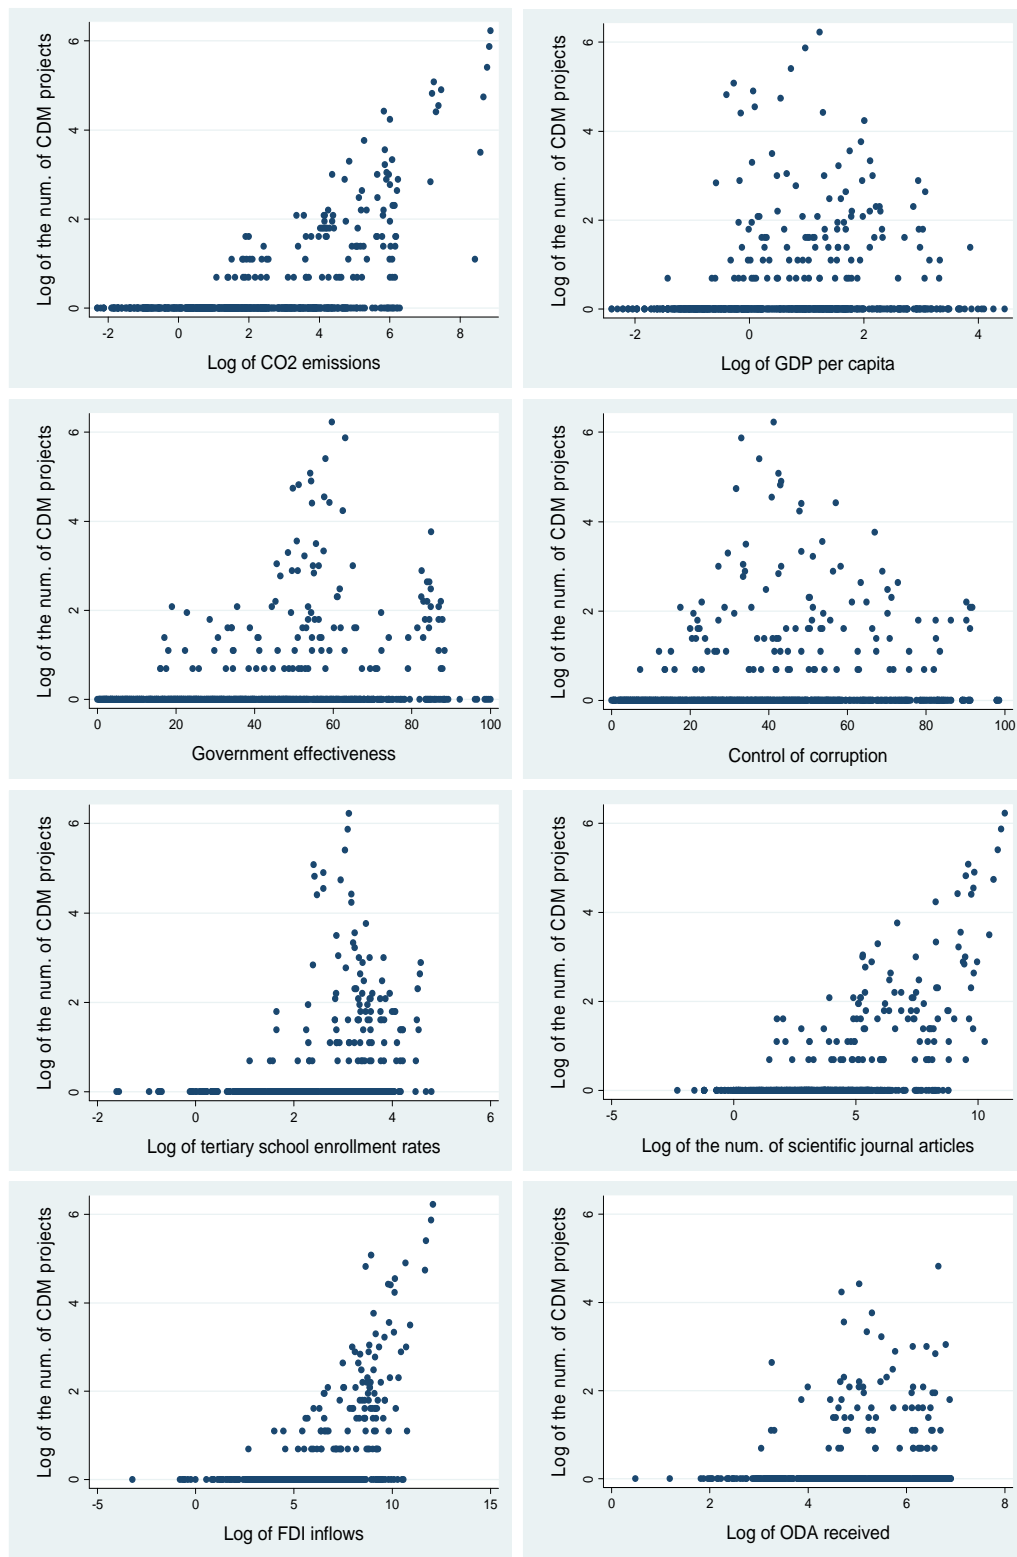 Log of the num. of CDM projects
6
4
2
0
-2 0 2 4 6 8
Log of CO2 emissions
Log of the num. of CDM projects
6
4
2
0
-2 0 2 4
Log of GDP per capita
Log of the num. of CDM projects
6
4
2
0
0 20 40 60 80 100
Government effectiveness
Log of the num. of CDM projects
6
4
2
0
0 20 40 60 80 100
Control of corruption
Log of the num. of CDM projects
6
4
2
0
-2 0 2 4 6
Log of tertiary school enrollment rates
Log of the num. of CDM projects
6
4
2
0
-5 0 5 10
Log of the num. of scientific journal articles
Log of the num. of CDM projects
6
4
2
0
-5 0 5 10 15
Log of FDI inflows
Log of the num. of CDM projects
6
4
2
0
0 2 4 6 8
Log of ODA received